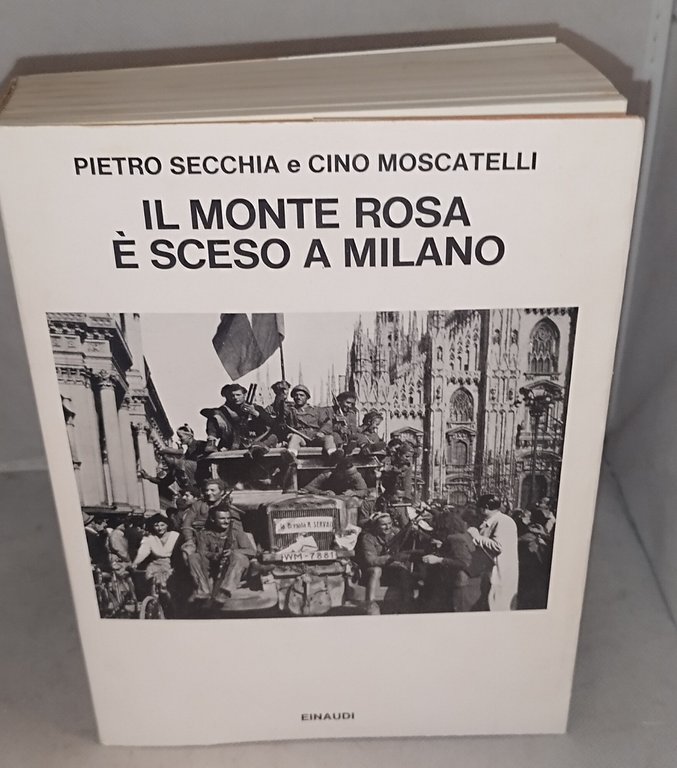 PIETRO SECCHIA e CINO MOSCATELLI
IL MONTE ROSA
È SCESO A MILANO
WM-7881
EINAUDI